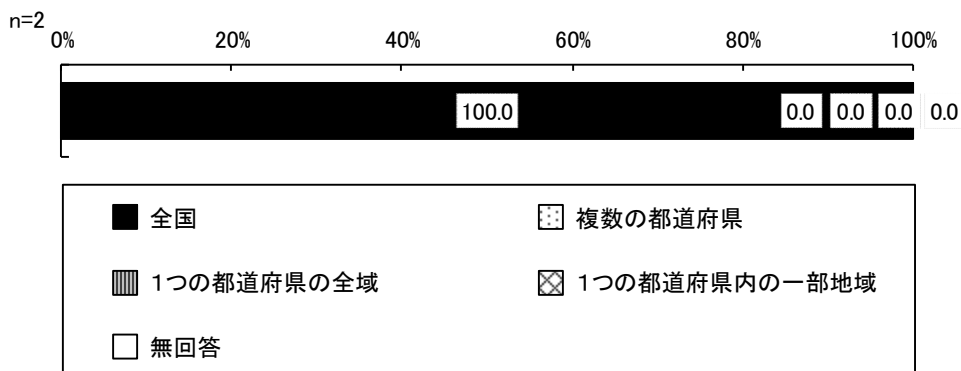 n=2
0% 20% 40% 60% 80% 100%
100.0 0.0 0.0 0.0 0.0
全国 複数の都道府県
1つの都道府県の全域 1つの都道府県内の一部地域
無回答